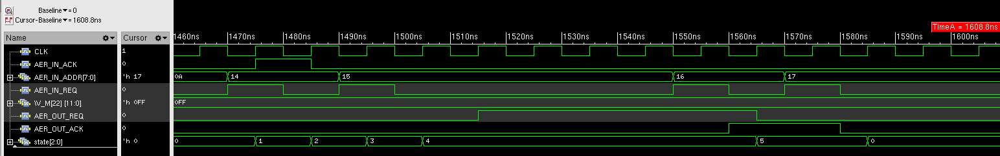 Baseline▼= 0
Cursor-Baseline▼= 1608.8ns
TimeA = 1608.8ns
Name Cursor 1460ns 1470ns 1480ns 1490ns 1500ns 1510ns 1520ns 1530ns 1540ns 1550ns 1560ns 1570ns 1580ns 1590ns 1600ns
CLK 1
AER_IN_ACK 0
AER_IN_ADDR[7:0] 'h 17 0A 14 15 16 17
AER_IN_REQ 0
V_M[22] [11:0] 'h 0FF 0FF
AER_OUT_REQ 0
AER_OUT_ACK 0
state[2:0] 'h 0 0 1 2 3 4 5 0